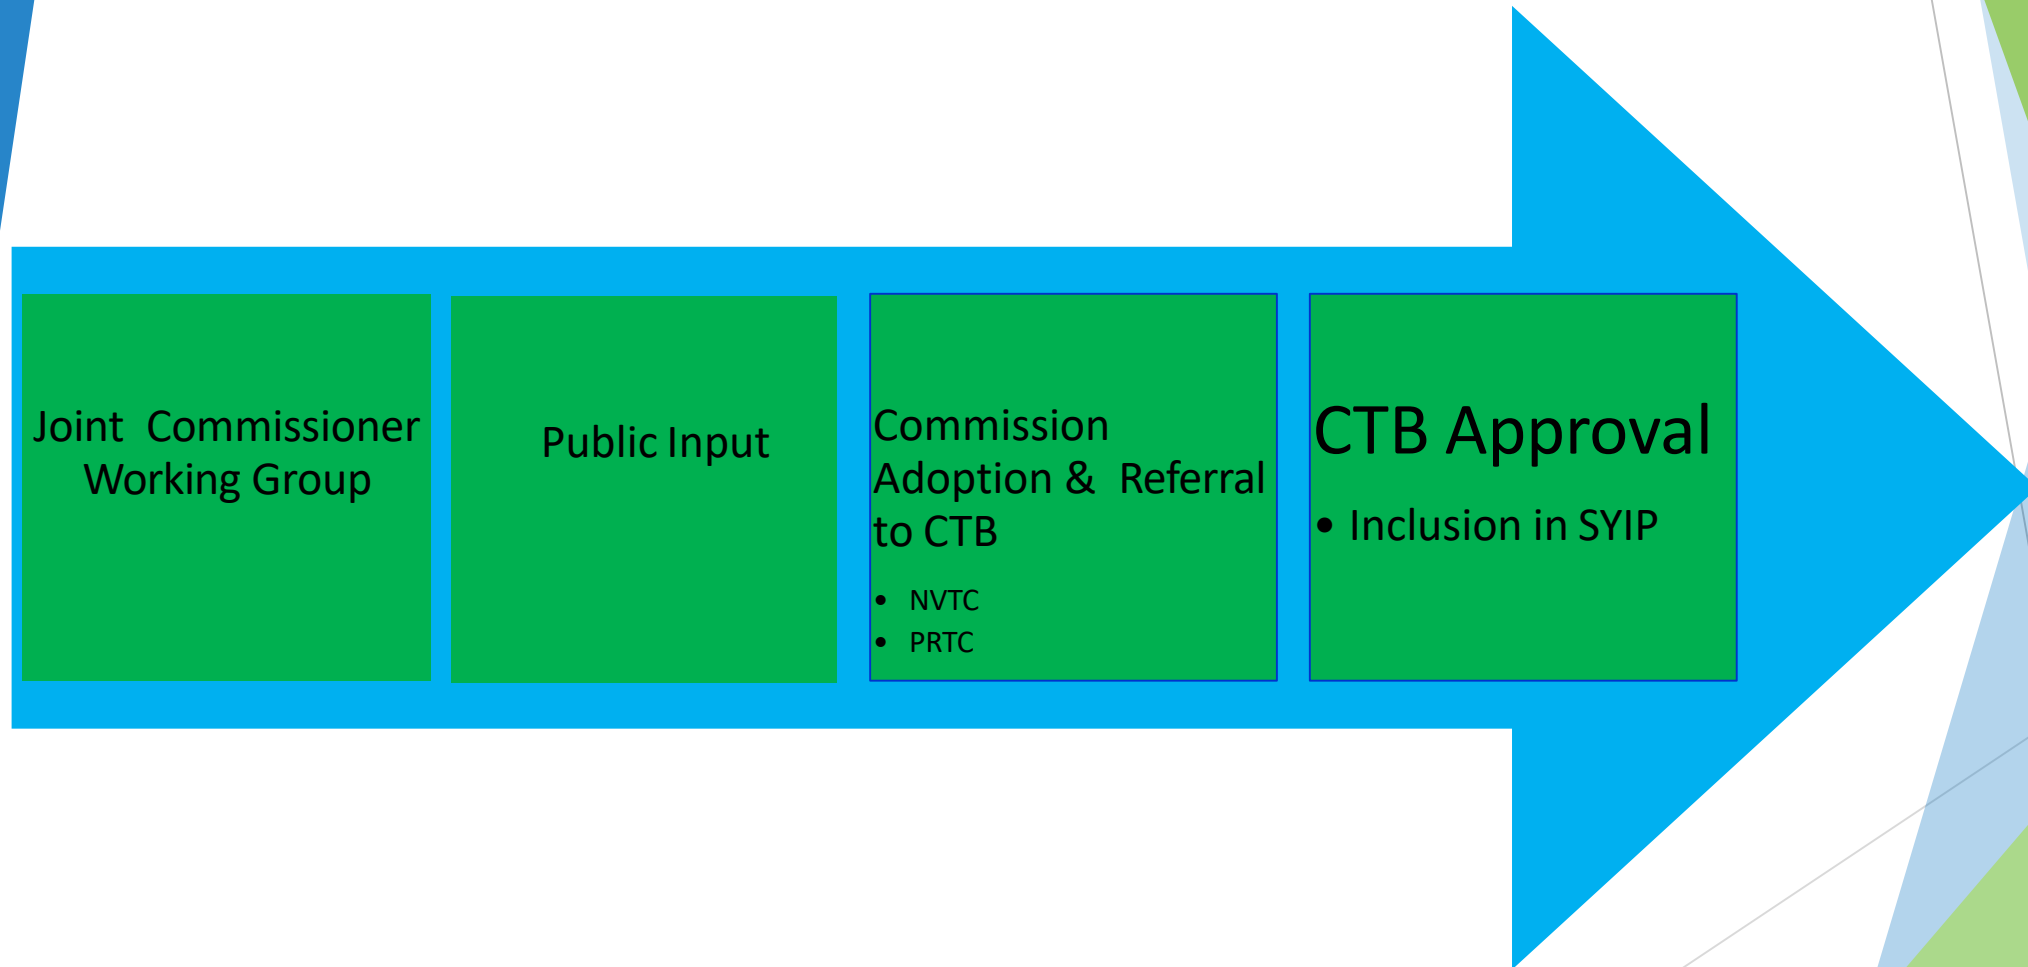 Joint Commissioner
Working Group
Public Input
Commission
Adoption & Referral
to CTB
• NVTC
• PRTC
CTB Approval
• Inclusion in SYIP